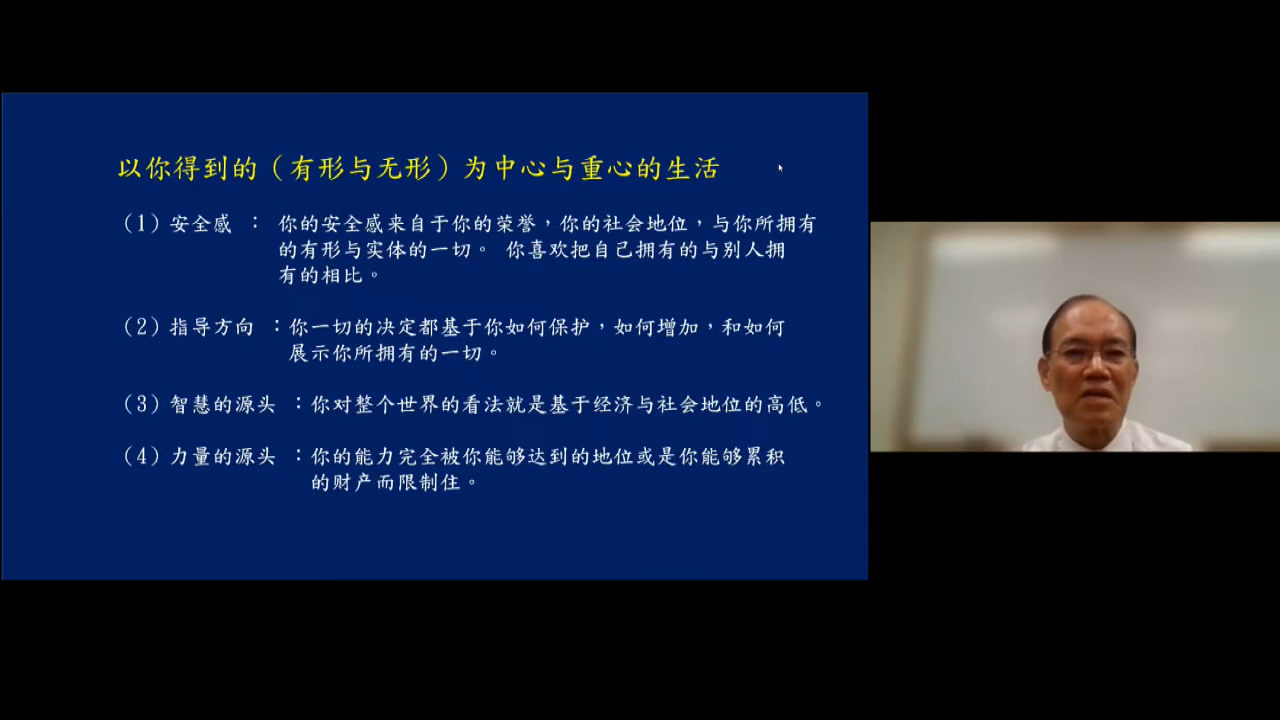 以你得到的（有形与无形）为中心与重心的生活
（1）安全感 ： 你的安全感来自于你的荣誉，你的社会地位，与你所拥有
的有形与实体的一切。 你喜欢把自己拥有的与别人拥
有的相比。
（2）指导方向 ：你一切的决定都基于你如何保护，如何增加，和如何
展示你所拥有的一切。
（3）智慧的源头 ：你对整个世界的看法就是基于经济与社会地位的高低。
（4）力量的源头 ：你的能力完全被你能够达到的地位或是你能够累积
的财产而限制住。